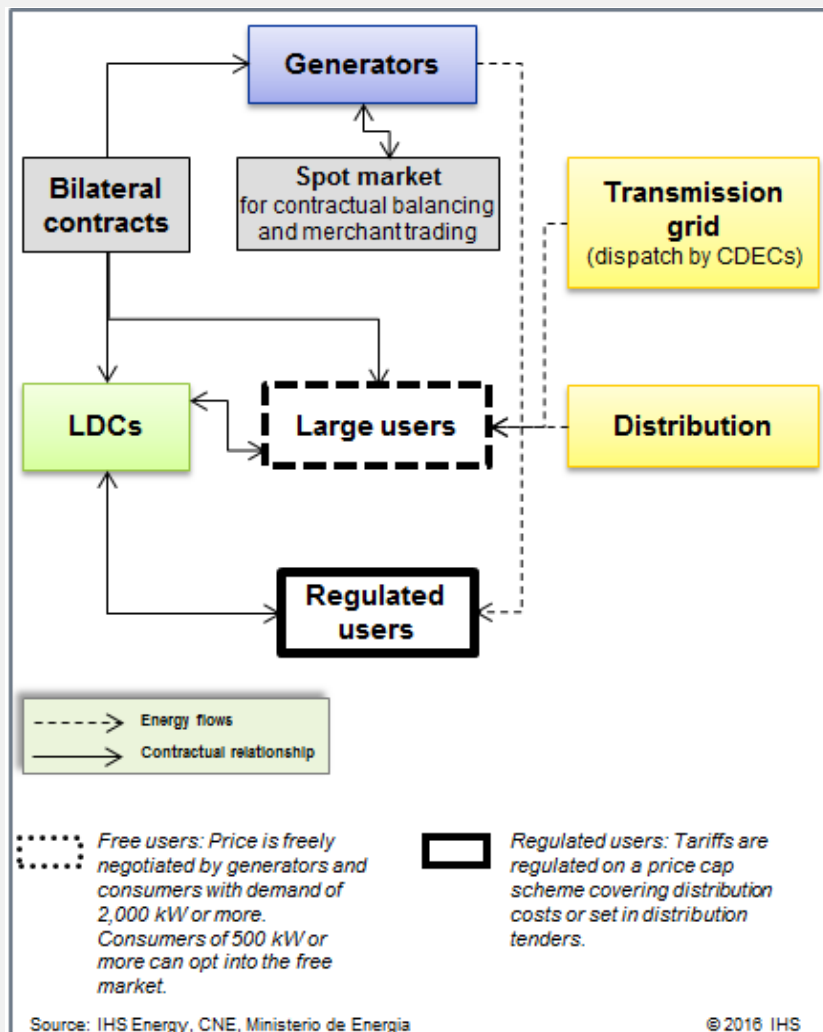 Generators
Bilateral
contracts
Spot market
for contractual balancing
and merchant trading
Transmission
grid
(dispatch by CDECs)
LDCs
Large users
Distribution
Regulated
users
Energy flows
Contractual relationship
Free users: Price is freely
negotiated by generators and
consumers with demand of
2,000 kW or more.
Consumers of 500 kW or
more can opt into the free
market.
Regulated users: Tariffs are
regulated on a price cap
scheme covering distribution
costs or set in distribution
tenders.
Source: IHS Energy, CNE, Ministerio de Energia
© 2016 IHS